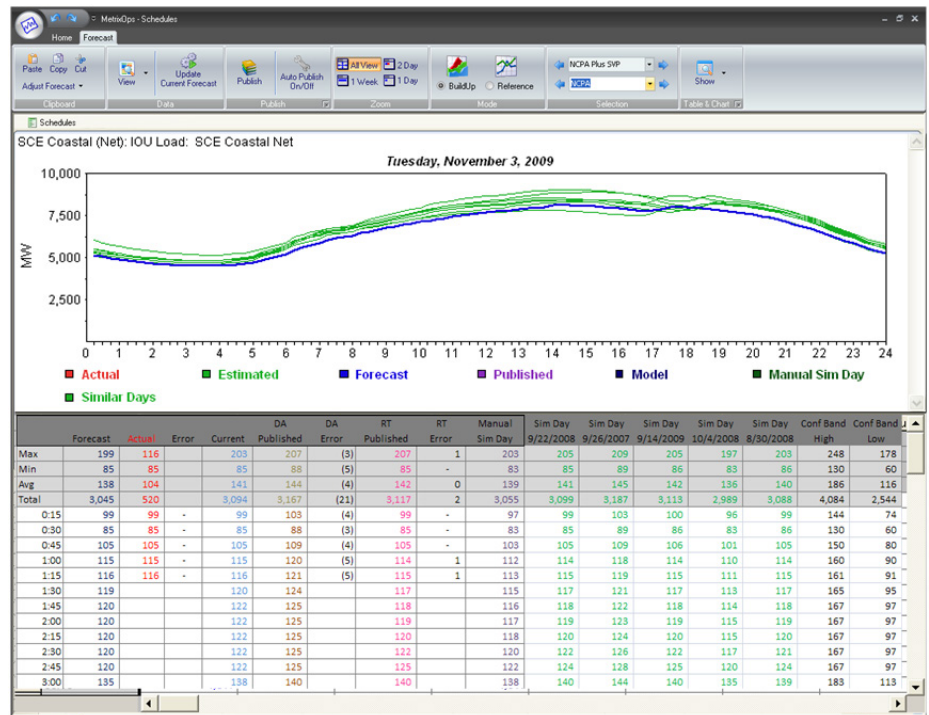 MetrixOps - Schedules
Home Forecast
Paste Copy Cut
Adjust Forecast
Clipboard
View
Update Current Forecast
Data
Publish
Auto Publish On/Off
Publish
All View 2 Day
1 Week 1 Day
Zoom
BuildUp Reference
Mode
NCPA Plus SVP
NCPA
Selection
Show
Table & Chart
Schedules
SCE Coastal (Net): IOU Load: SCE Coastal Net
Tuesday, November 3, 2009
MW
10,000
7,500
5,000
2,500
0 1 2 3 4 5 6 7 8 9 10 11 12 13 14 15 16 17 18 19 20 21 22 23 24
Actual Estimated Forecast Published Model Manual Sim Day
Similar Days
DA DA RT RT Manual Sim Day Sim Day Sim Day Sim Day Sim Day Conf Band Conf Band
Forecast Actual Error Current Published Error Published Error Sim Day 9/22/2008 9/26/2007 9/14/2009 10/4/2008 8/30/2008 High Low
Max 199 116 203 207 (3) 207 1 203 205 209 205 197 203 248 178
Min 85 85 85 88 (5) 85 - 83 85 89 86 83 86 130 60
Avg 138 104 141 144 (4) 142 0 139 141 145 142 136 140 186 116
Total 3,045 520 3,094 3,167 (21) 3,117 2 3,055 3,099 3,187 3,113 2,989 3,088 4,084 2,544
0:15 99 99 - 99 103 (4) 99 - 97 99 103 100 96 99 144 74
0:30 85 85 - 85 88 (3) 85 - 83 85 89 86 83 86 130 60
0:45 105 105 - 105 109 (4) 105 - 103 105 109 106 101 105 150 80
1:00 115 115 - 115 120 (5) 114 1 112 114 118 114 110 114 160 90
1:15 116 116 - 116 121 (5) 115 1 113 115 119 115 111 115 161 91
1:30 119 120 124 117 115 117 121 117 113 117 165 95
1:45 120 122 125 118 116 118 122 118 114 118 167 97
2:00 120 122 125 119 117 119 123 119 115 119 167 97
2:15 120 122 125 120 118 120 124 120 115 120 167 97
2:30 120 122 125 122 120 122 126 122 117 121 167 97
2:45 120 122 125 125 122 124 128 125 120 124 167 97
3:00 135 138 140 140 138 140 144 140 135 139 183 113